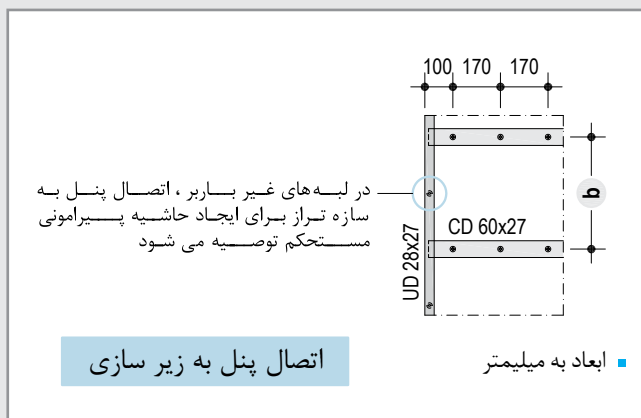 100 170 170
در لبه‌های غیر باربر ، اتصال پنل به
سازه تراز برای ایجاد حاشیه پیرامونی
مستحکم توصیه می شود
b
CD 60x27
UD 28x27
اتصال پنل به زیر سازی
ابعاد به میلیمتر